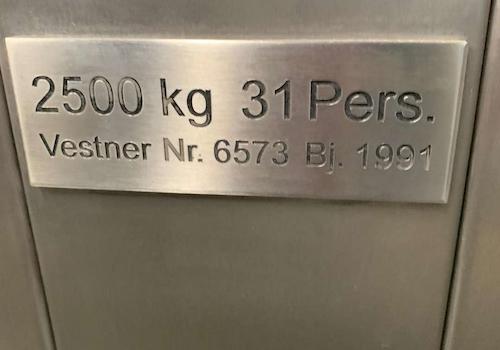 2500 kg 31 Pers.
Vestner Nr. 6573 Bj. 1991